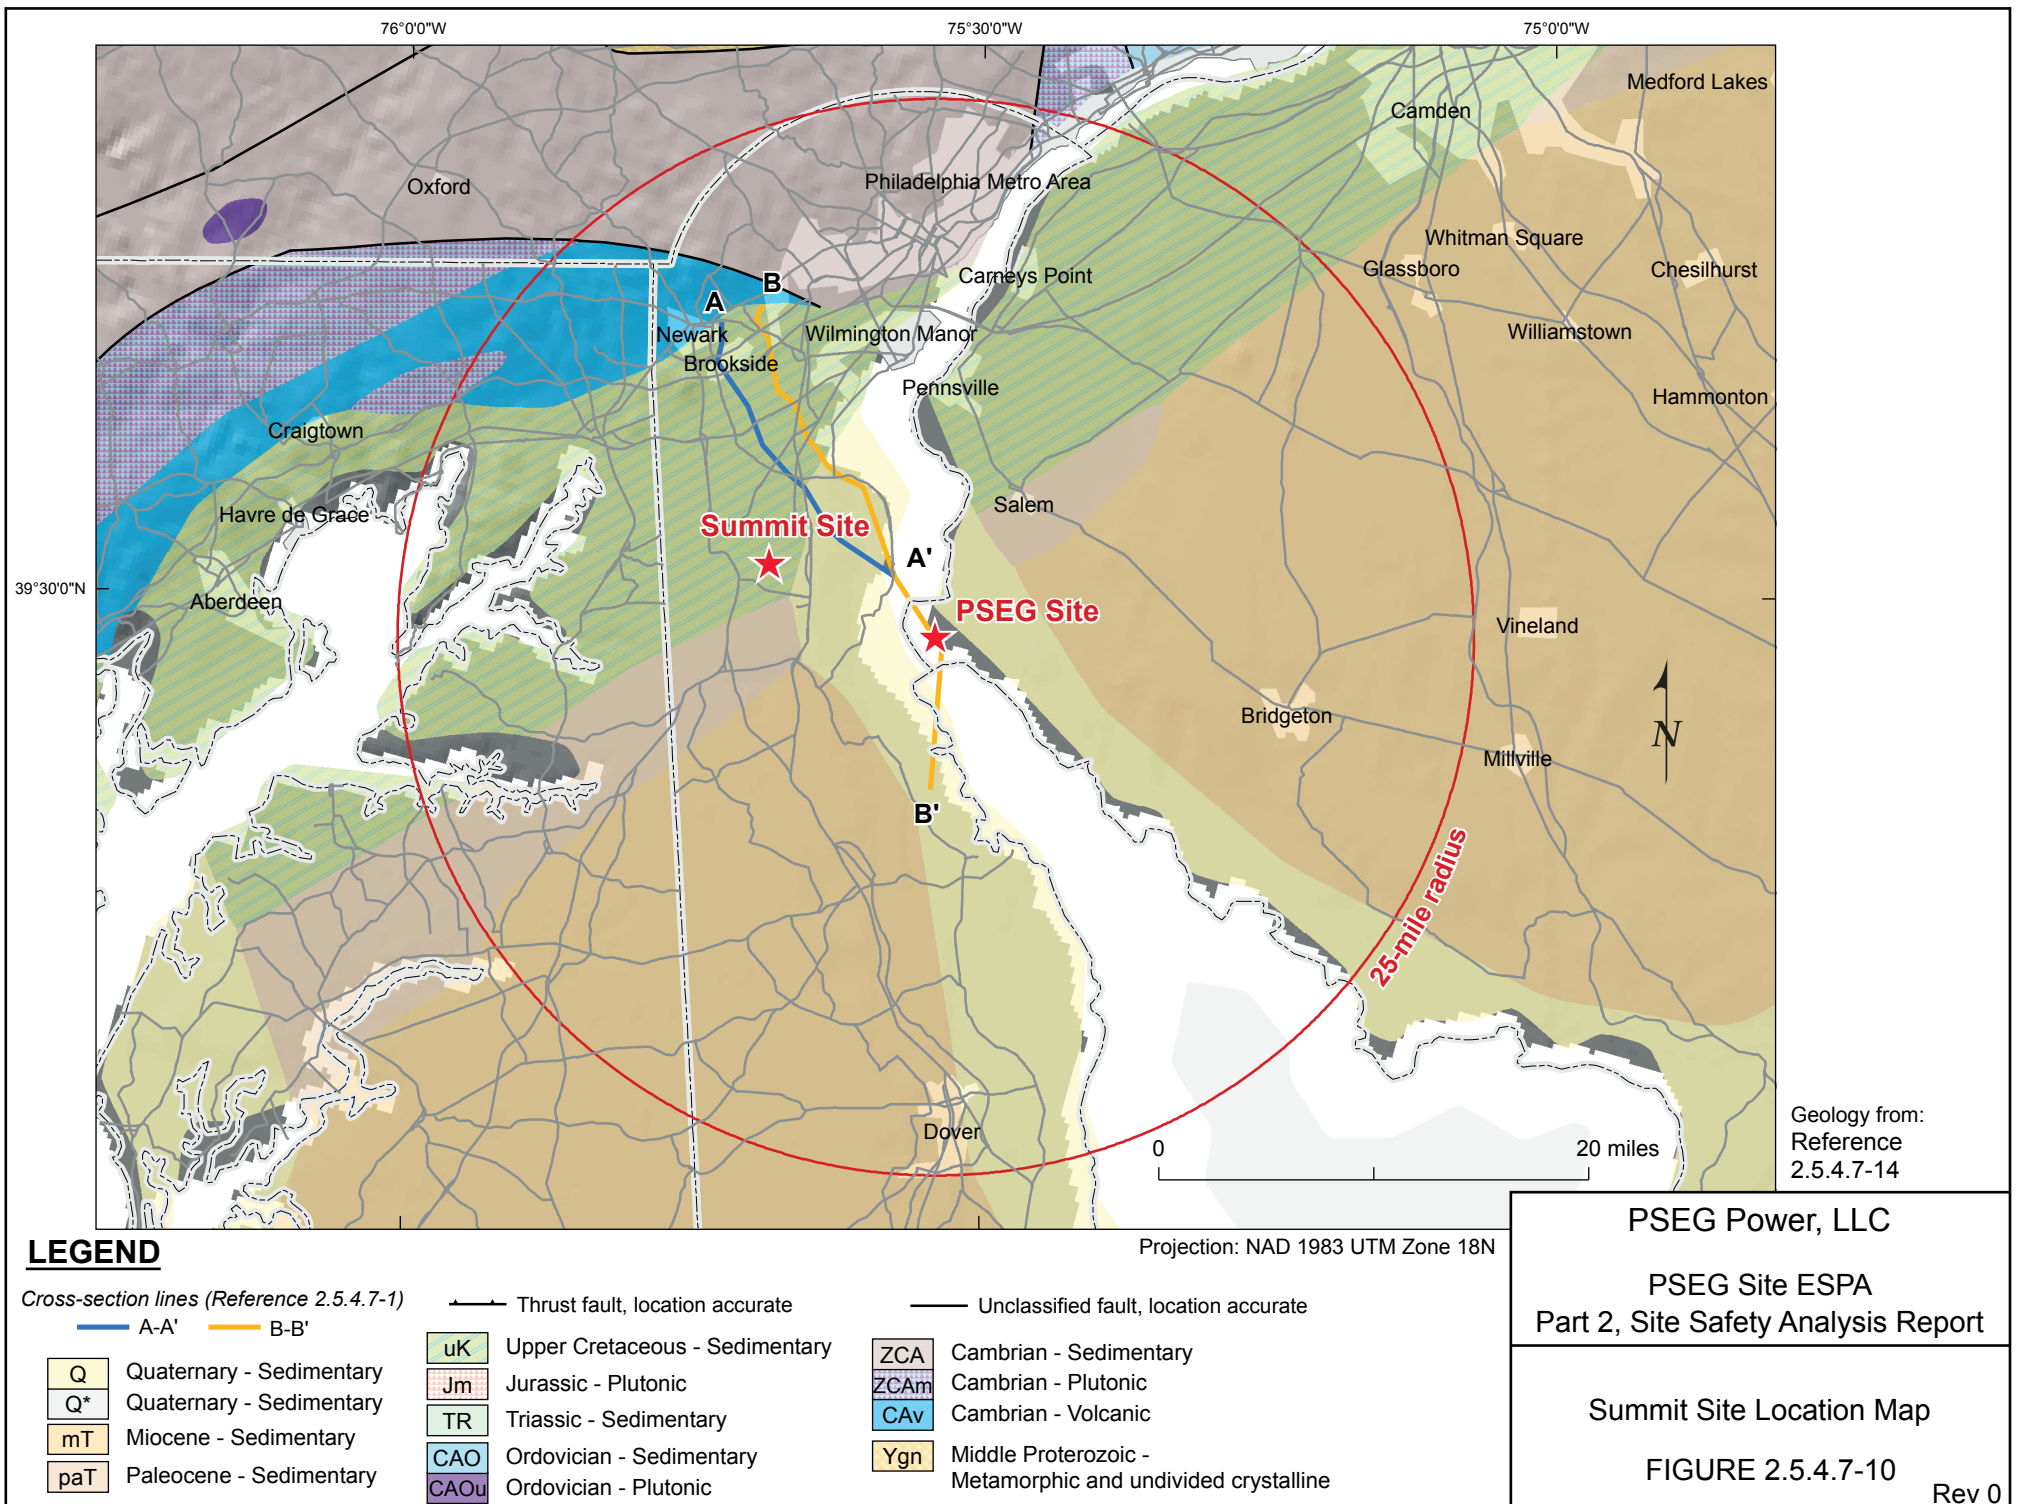 76°0'0"W
75°30'0"W
75°0'0"W
Medford Lakes
Camden
Oxford
Philadelphia Metro Area
Whitman Square
Glassboro
Chesilhurst
Carneys Point
B
A
Newark
Wilmington Manor
Williamstown
Brookside
Pennsville
Hammonton
Craigtown
Salem
Havre de Grace
Summit Site
A'
39°30'0"N
Aberdeen
PSEG Site
Vineland
Bridgeton
N
Millville
B'
25-mile radius
Dover
0
20 miles
Geology from:
Reference
2.5.4.7-14
Projection: NAD 1983 UTM Zone 18N
LEGEND
Cross-section lines (Reference 2.5.4.7-1)
A-A'
B-B'
Q
Quaternary - Sedimentary
Q*
Quaternary - Sedimentary
mT
Miocene - Sedimentary
paT
Paleocene - Sedimentary
Thrust fault, location accurate
uK
Upper Cretaceous - Sedimentary
Jm
Jurassic - Plutonic
TR
Triassic - Sedimentary
CAO
Ordovician - Sedimentary
CAOu
Ordovician - Plutonic
Unclassified fault, location accurate
ZCA
Cambrian - Sedimentary
ZCAm
Cambrian - Plutonic
CAv
Cambrian - Volcanic
Ygn
Middle Proterozoic -
Metamorphic and undivided crystalline
PSEG Power, LLC
PSEG Site ESPA
Part 2, Site Safety Analysis Report
Summit Site Location Map
FIGURE 2.5.4.7-10
Rev 0